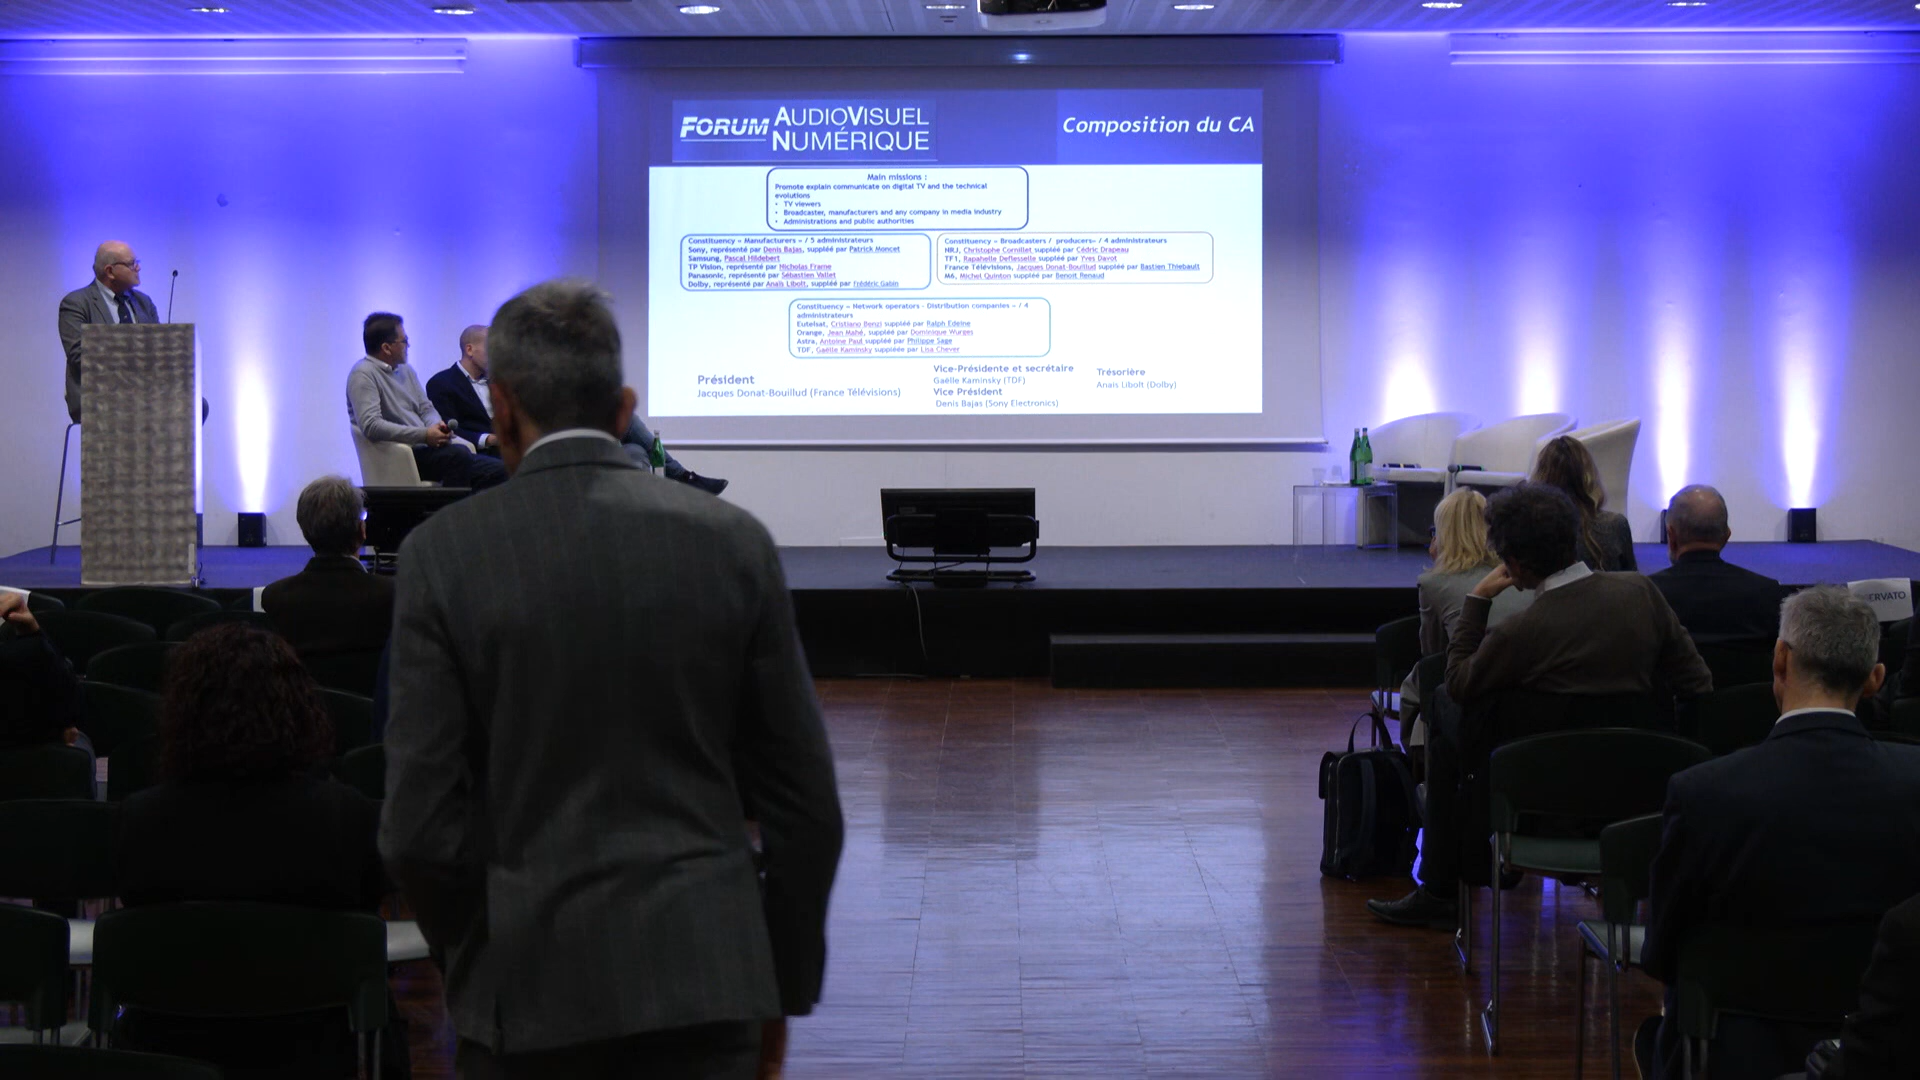 FORUM AUDIOVISUEL
NUMÉRIQUE
Composition du CA
Main missions :
Promote explain communicate on digital TV and the technical
evolutions
• TV viewers
• Broadcaster, manufacturers and any company in media industry
• Administrations and public authorities
Constituency « Manufacturers » / 5 administrateurs
Sony, représenté par Denis Bajas, suppléé par Patrick Moncet
Samsung, Pascal Hildebert
TP Vision, représenté par Nicholas Frame
Panasonic, représenté par Sébastien Vallet
Dolby, représenté par Anaïs Libolt, suppléé par Frédéric Gabin
Constituency « Broadcasters / producers» / 4 administrateurs
NRJ, Christophe Cornillet suppléé par Cédric Drapeau
TF1, Rapahelle Deflesselle suppléé par Yves Davot
France Télévisions, Jacques Donat-Bouillud suppléé par Bastien Thiebault
M6, Michel Quinton suppléé par Benoit Renaud
Constituency « Network operators - Distribution companies » / 4
administrateurs
Eutelsat, Cristiano Benzi suppléé par Ralph Edeine
Orange, Jean Mahé, suppléé par Dominique Wurges
Astra, Antoine Paul suppléé par Philippe Sage
TDF, Gaëlle Kaminsky suppléée par Lisa Chever
Président
Jacques Donat-Bouillud (France Télévisions)
Vice-Présidente et secrétaire
Gaëlle Kaminsky (TDF)
Vice Président
Denis Bajas (Sony Electronics)
Trésorière
Anais Libolt (Dolby)
ERVATO